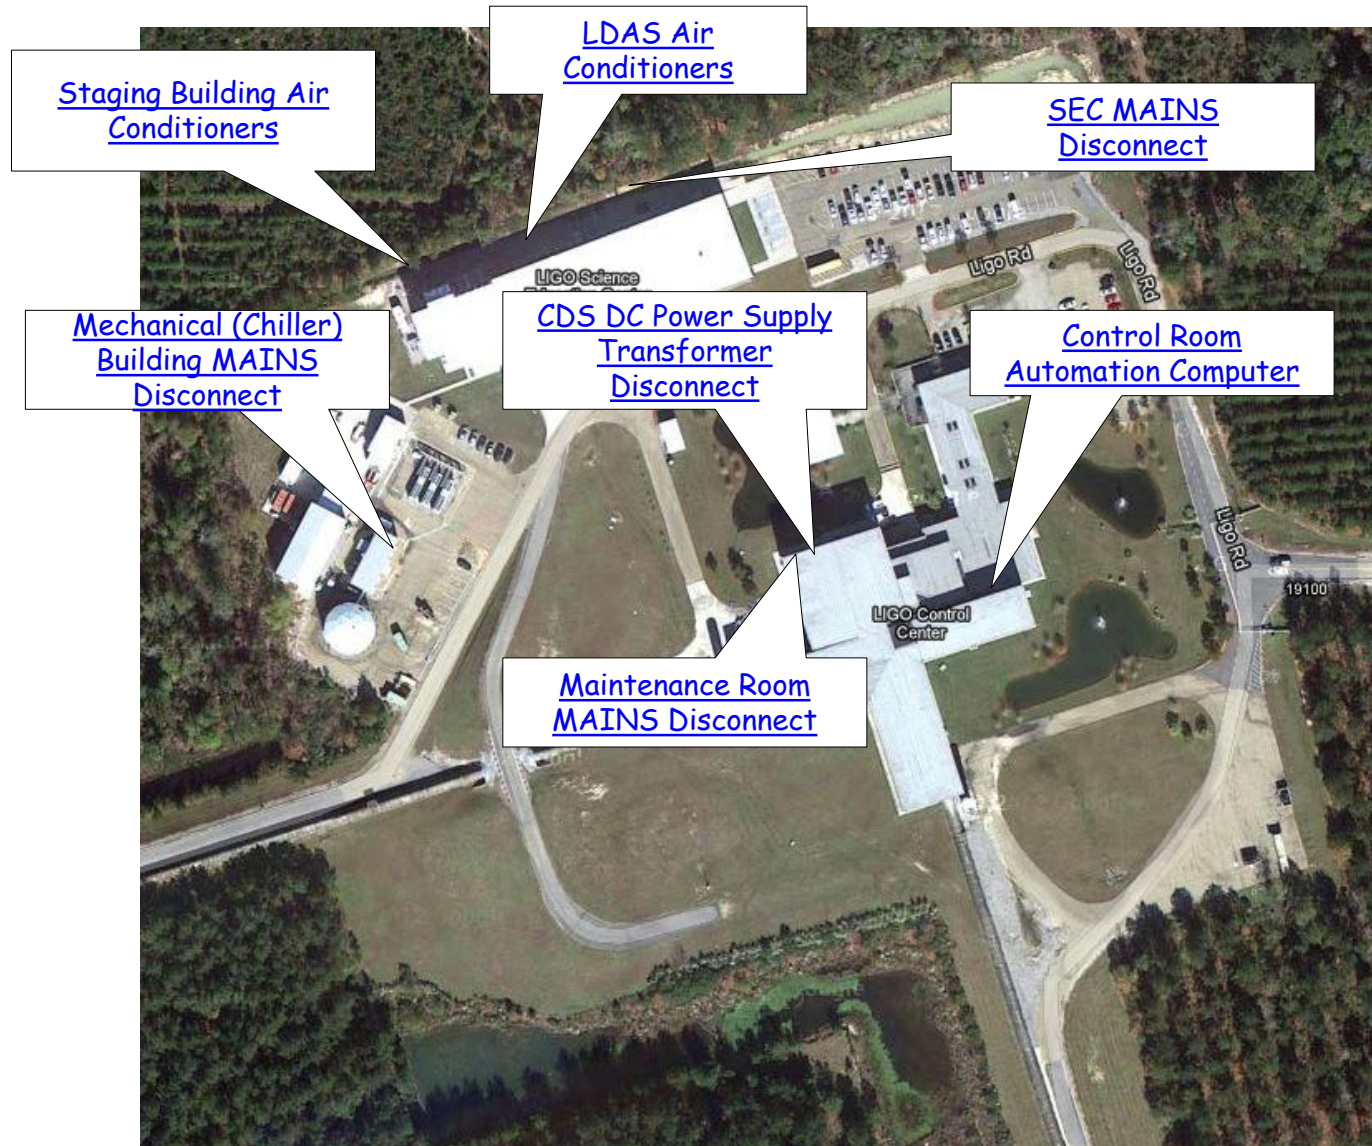 LDAS Air
Conditioners
Staging Building Air
Conditioners
SEC MAINS
Disconnect
Ligo Rd
Ligo Rd
LIGO Science
Mechanical (Chiller)
Building MAINS
Disconnect
CDS DC Power Supply
Transformer
Disconnect
Control Room
Automation Computer
Ligo Rd
19100
LIGO Control
Center
Maintenance Room
MAINS Disconnect